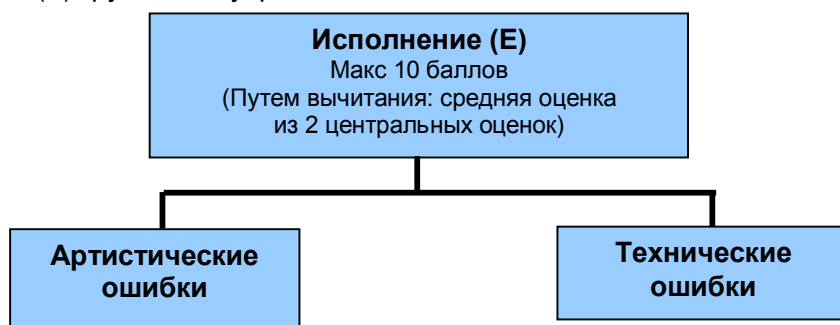 Исполнение (E)
Макс 10 баллов
(Путем вычитания: средняя оценка
из 2 центральных оценок)
Артистические
ошибки
Технические
ошибки